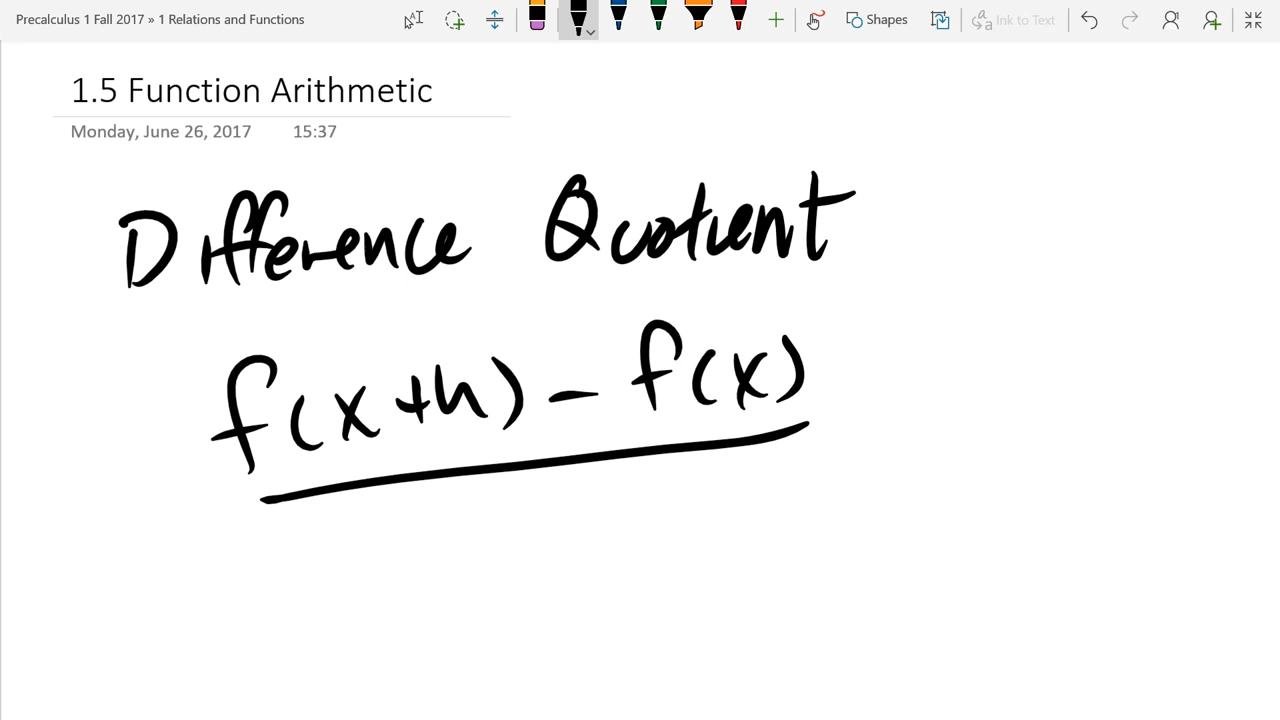 Precalculus 1 Fall 2017 » 1 Relations and Functions
Shapes
Ink to Text
1.5 Function Arithmetic
Monday, June 26, 2017 15:37
Difference Quotient
f(x+h) - f(x)